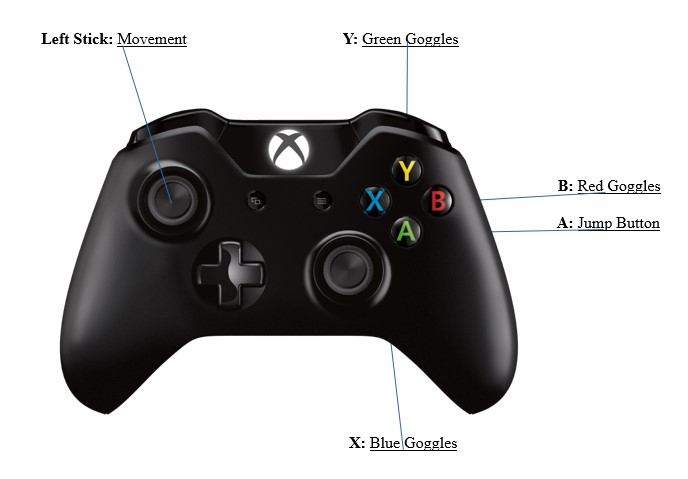 Left Stick: Movement
Y: Green Goggles
Y
X
B
A
B: Red Goggles
A: Jump Button
X: Blue Goggles